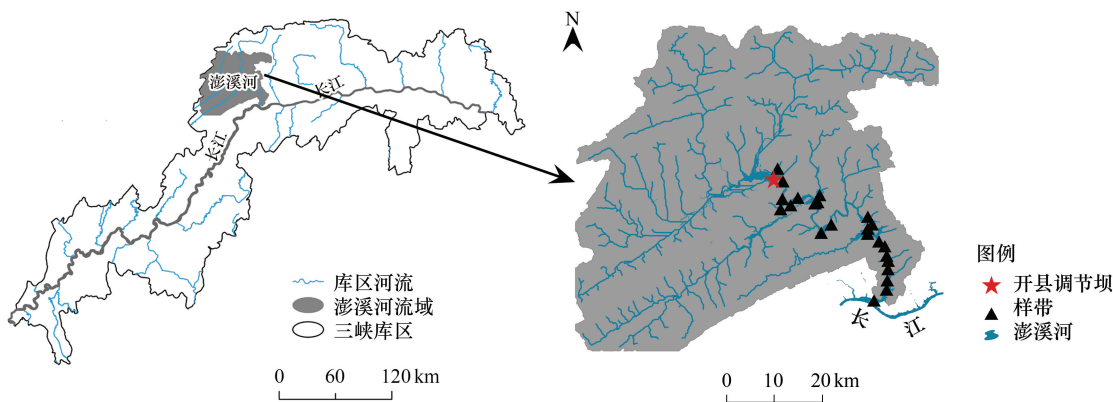 澎溪河
长江
长江
库区河流
澎溪河流域
三峡库区
0 60 120 km
N
长江
图例
开县调节坝
样带
澎溪河
0 10 20 km